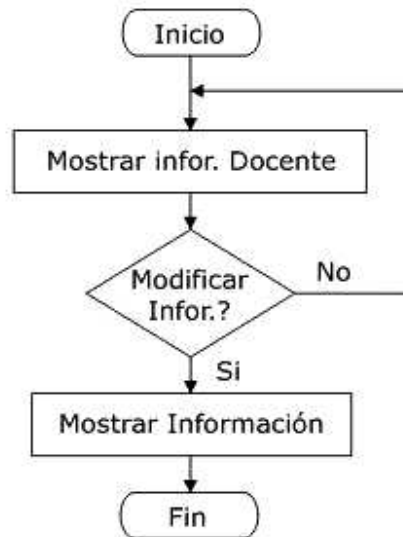 Inicio
Mostrar infor. Docente
Modificar
Infor.?
No
Si
Mostrar Información
Fin